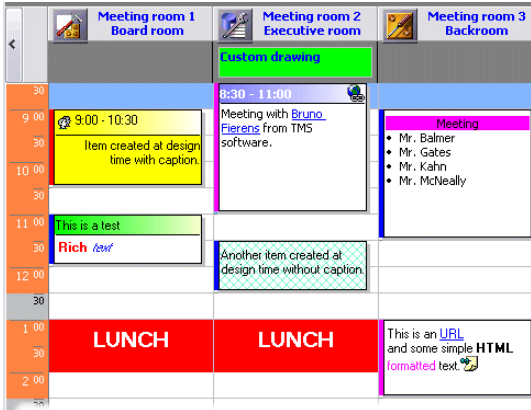 Meeting room 1
Board room
Meeting room 2
Executive room
Meeting room 3
Backroom
Custom drawing
30
9 00
30
10 00
30
11 00
30
12 00
30
1 00
30
2 00
9:00 - 10:30
Item created at design
time with caption.
This is a test
Rich text
LUNCH
8:30 - 11:00
Meeting with Bruno
Fierens from TMS
software.
Another item created at
design time without caption.
LUNCH
Meeting
• Mr. Balmer
• Mr. Gates
• Mr. Kahn
• Mr. McNeally
This is an URL
and some simple HTML
formatted text.